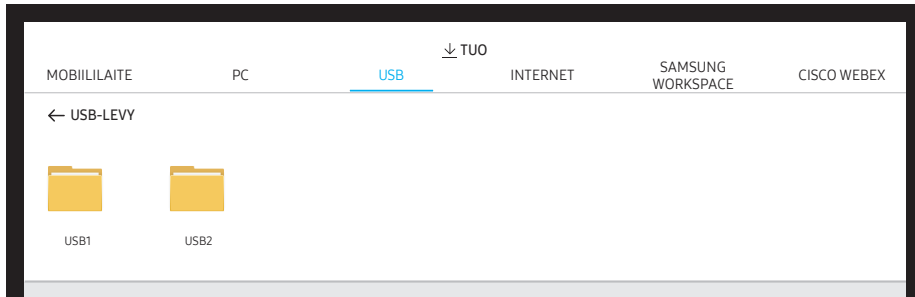 TUO
MOBIILILAITE PC USB INTERNET SAMSUNG WORKSPACE CISCO WEBEX
USB-LEVY
USB1 USB2